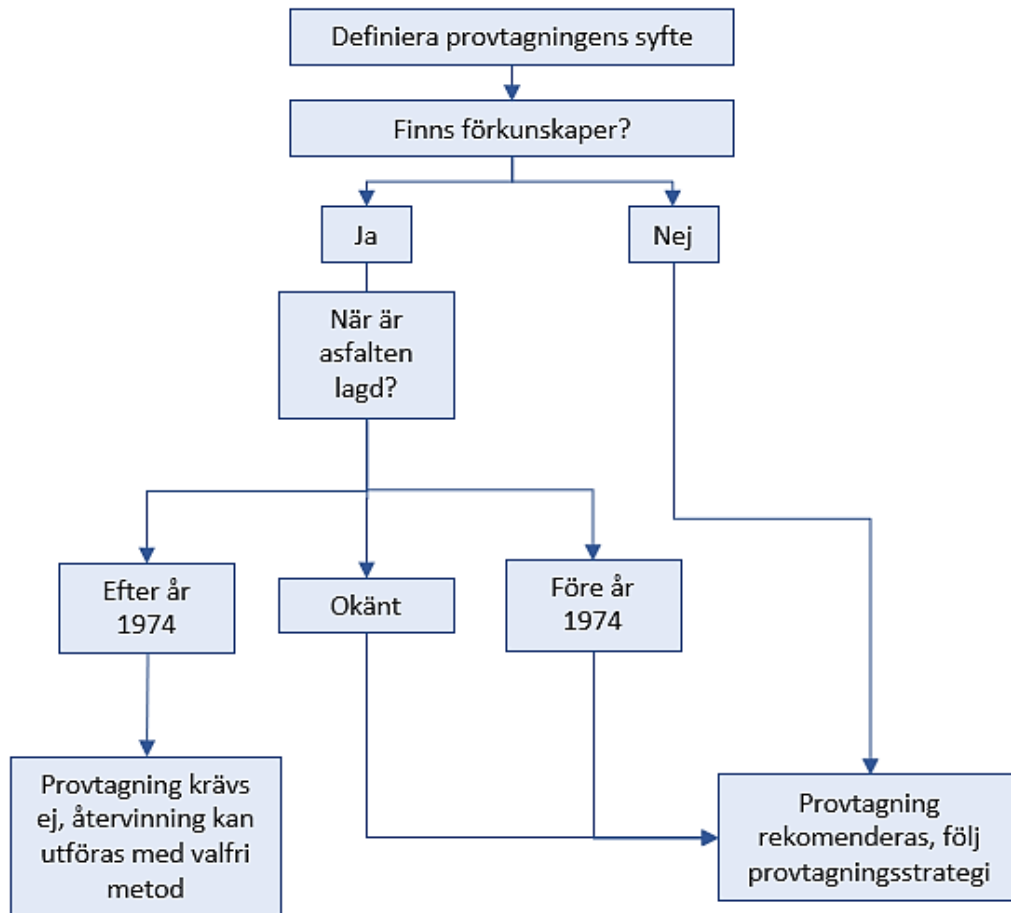 Definiera provtagningens syfte
Finns förkunskaper?
Ja
Nej
När är
asfalten
lagd?
Efter år
1974
Okänt
Före år
1974
Provtagning krävs
ej, återvinning kan
utföras med valfri
metod
Provtagning
rekomenderas, följ
provtagningsstrategi